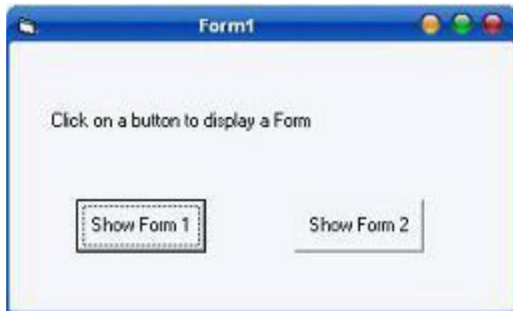 Form1
Click on a button to display a Form
Show Form 1
Show Form 2